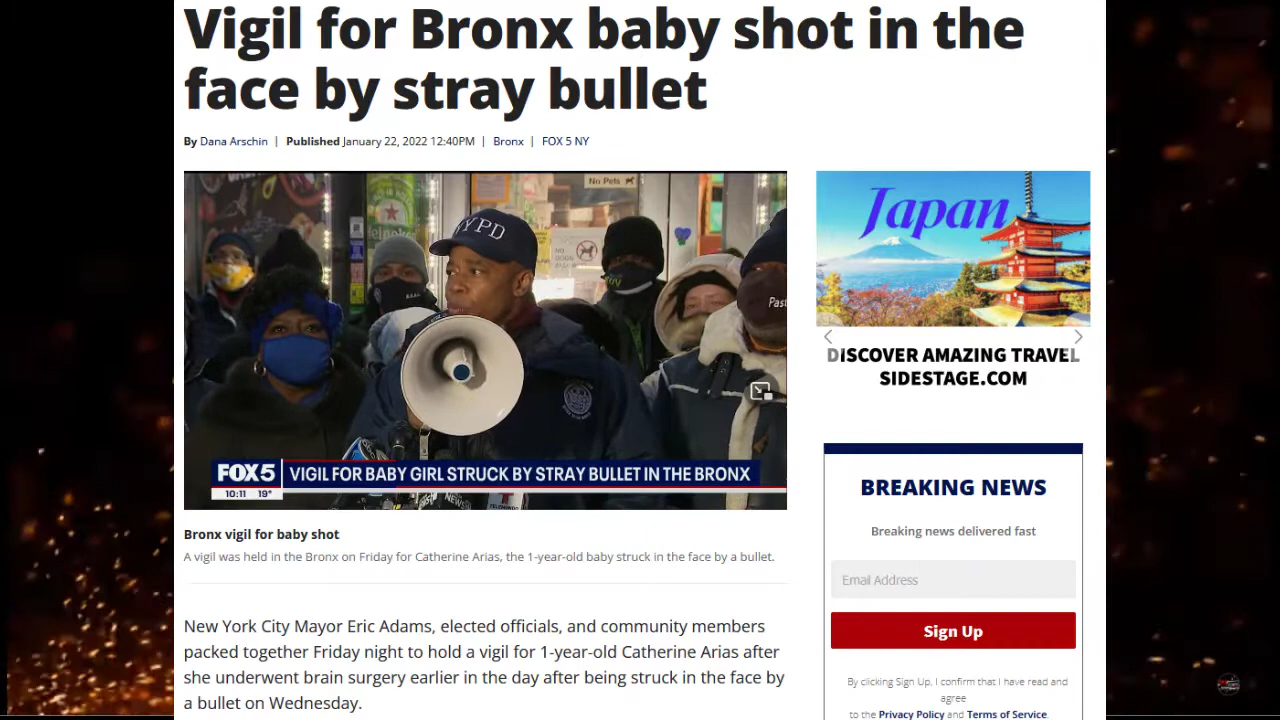 Vigil for Bronx baby shot in the
face by stray bullet
By Dana Arschin | Published January 22, 2022 12:40PM | Bronx | FOX 5 NY
No Pets
Heineken
NYPD
Past
FOX 5
VIGIL FOR BABY GIRL STRUCK BY STRAY BULLET IN THE BRONX
10:11 19°
Bronx vigil for baby shot
A vigil was held in the Bronx on Friday for Catherine Arias, the 1-year-old baby struck in the face by a bullet.
New York City Mayor Eric Adams, elected officials, and community members
packed together Friday night to hold a vigil for 1-year-old Catherine Arias after
she underwent brain surgery earlier in the day after being struck in the face by
a bullet on Wednesday.
Japan
DISCOVER AMAZING TRAVEL
SIDESTAGE.COM
BREAKING NEWS
Breaking news delivered fast
Email Address
Sign Up
By clicking Sign Up, I confirm that I have read and
agree
to the Privacy Policy and Terms of Service.